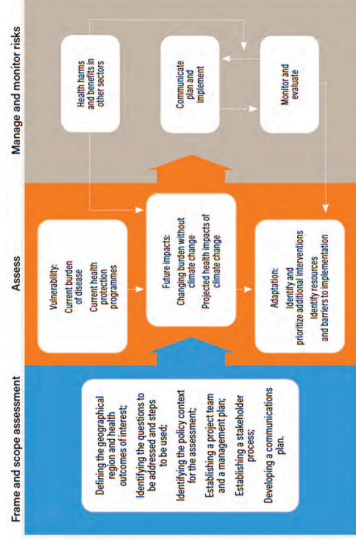 Frame and scope assessment
Defining the geographical
region and health
outcomes of interest;
Identifying the questions to
be addressed and steps
to be used;
Identifying the policy context
for the assessment;
Establishing a project team
and a management plan;
Establishing a stakeholder
process;
Developing a communications
plan.
Assess
Vulnerability:
Current burden
of disease
Current health
protection
programmes
Future impacts:
Changing burden without
climate change
Projected health impacts of
climate change
Adaptation:
Identify and
prioritize additional interventions
Identify resources
and barriers to implementation
Manage and monitor risks
Health harms
and benefits in
other sectors
Communicate
plan and
implement
Monitor and
evaluate